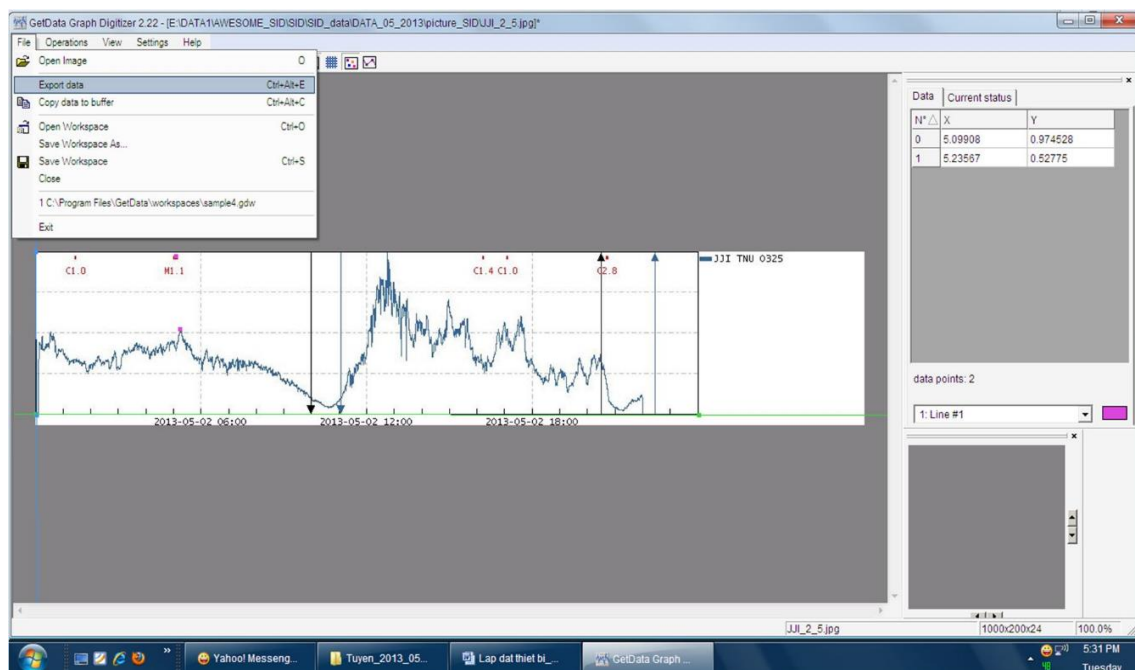 GetData Graph Digitizer 2.22 - [E:\DATA1\AWESOME_SID\SID\SID_data\DATA_05_2013\picture_SID\JJI_2_5.jpg]*
File Operations View Settings Help
Open Image O
Export data Ctrl+Alt+E
Copy data to buffer Ctrl+Alt+C
Open Workspace Ctrl+O
Save Workspace As...
Save Workspace Ctrl+S
Close
1 C:\Program Files\GetData\workspaces\sample4.gdw
Exit
Data Current status
N° X Y
0 5.09908 0.974528
1 5.23567 0.52775
data points: 2
1: Line #1
JJI TNU 0325
C1.0 M1.1 C1.4 C1.0 C2.8
2013-05-02 06:00 2013-05-02 12:00 2013-05-02 18:00
JJI_2_5.jpg 1000x200x24 100.0%
Yahoo! Messeng... Tuyen_2013_05... Lap dat thiet bi_... GetData Graph ...
5:31 PM
Tuesday